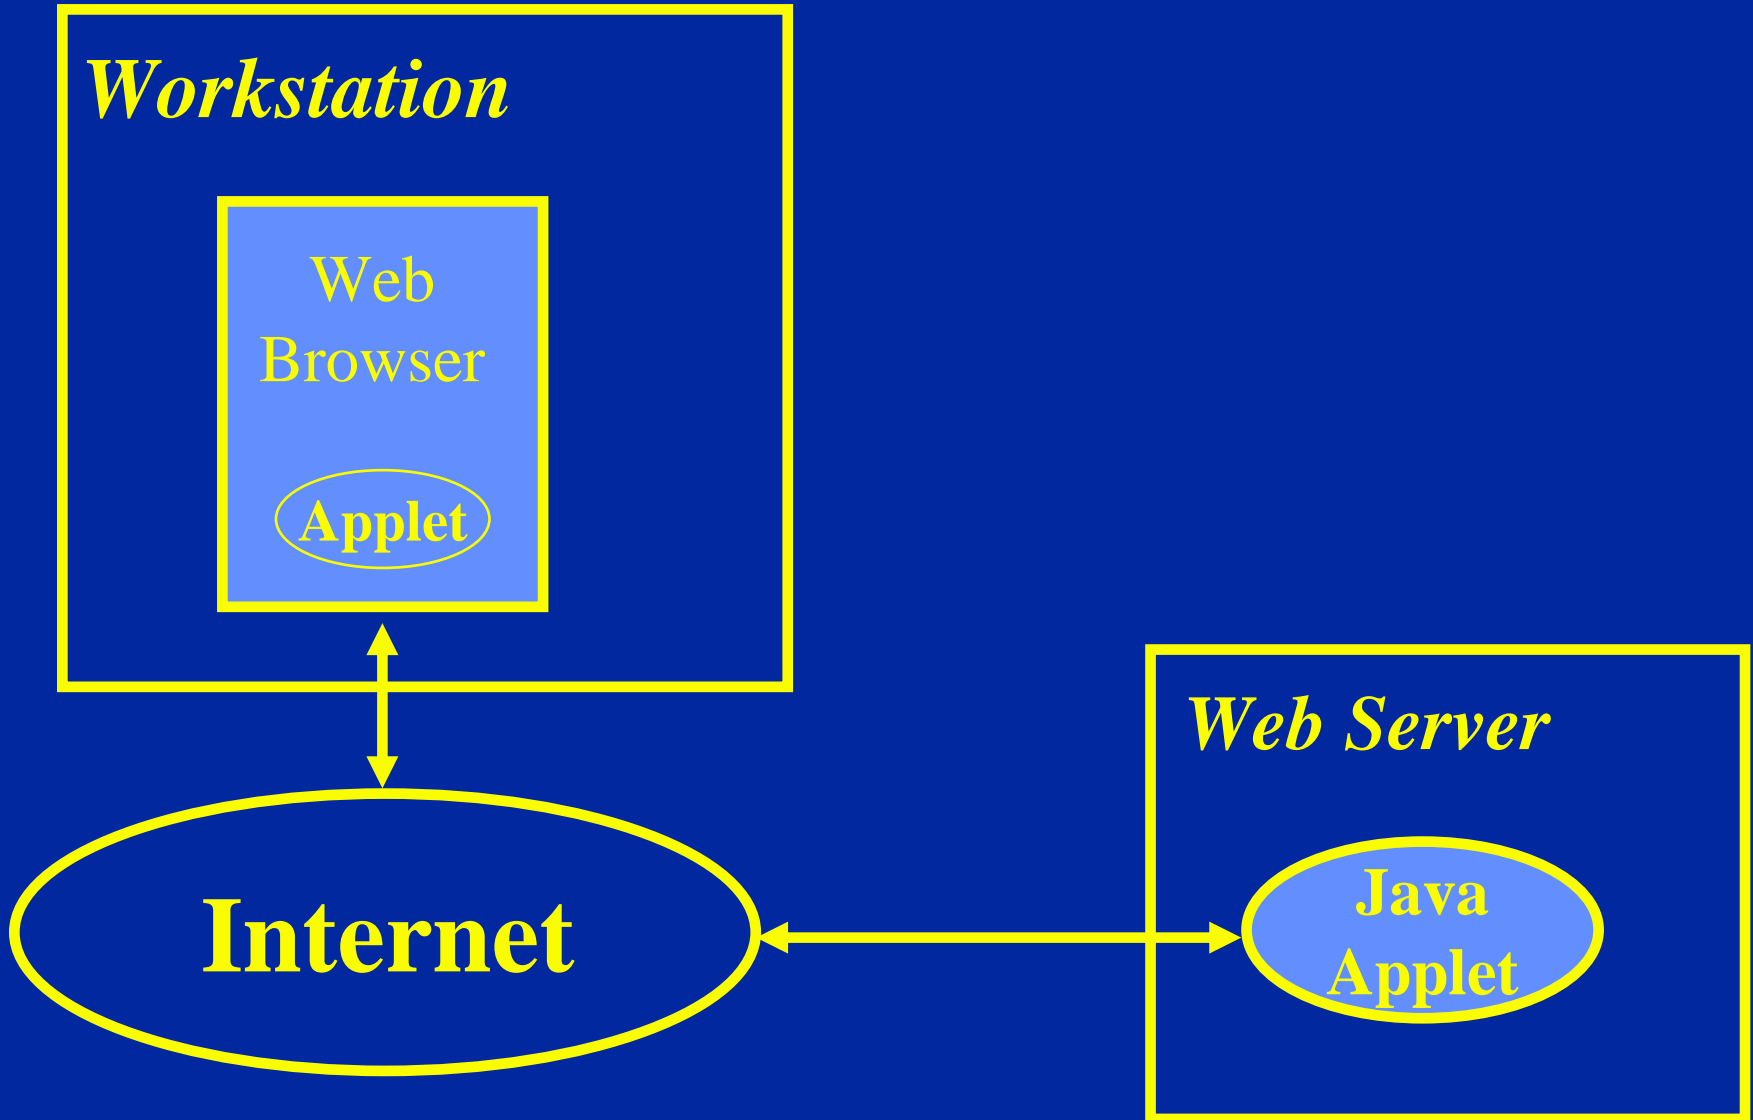 Workstation
Web
Browser
Applet
Web Server
Internet
Java
Applet